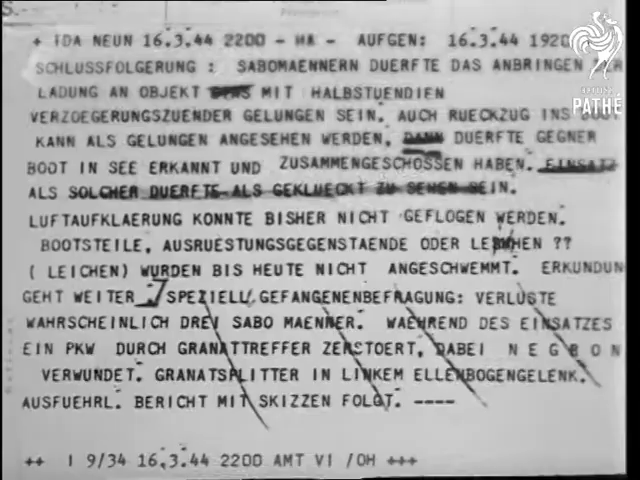 + IDA NEUN 16.3.44 2200 - HA - AUFGEN: 16.3.44 1920
SCHLUSSFOLGERUNG : SABOMAENNERN DUERFTE DAS ANBRINGEN
LADUNG AN OBJEKT MIT HALBSTUENDIEN
VERZOEGERUNGSZUENDER GELUNGEN SEIN. AUCH RUECKZUG INS
KANN ALS GELUNGEN ANGESEHEN WERDEN. DANN DUERFTE GEGNER
BOOT IN SEE ERKANNT UND ZUSAMMENGESCHOSSEN HABEN. EINSATZ
ALS SOLCHER DUERFTE ALS GEKLUECKT ZU SEHEN SEIN.
LUFTAUFKLAERUNG KONNTE BISHER NICHT GEFLOGEN WERDEN.
BOOTSTEILE, AUSRUESTUNGSGEGENSTAENDE ODER ??
( LEICHEN) WURDEN BIS HEUTE NICHT ANGESCHWEMMT. ERKUNDUN
GEHT WEITER . SPEZIELL GEFANGENENBEFRAGUNG: VERLUSTE
WAHRSCHEINLICH DREI SABO MAENNER. WAEHREND DES EINSATZES
EIN PKW DURCH GRANATTREFFER ZERSTOERT, DABEI N E G B O N
VERWUNDET. GRANATSPLITTER IN LINKEM ELLENBOGENGELENK.
AUSFUEHRL. BERICHT MIT SKIZZEN FOLGT. ----
++ I 9/34 16.3.44 2200 AMT VI /OH +++
BRITISH
PATHÉ